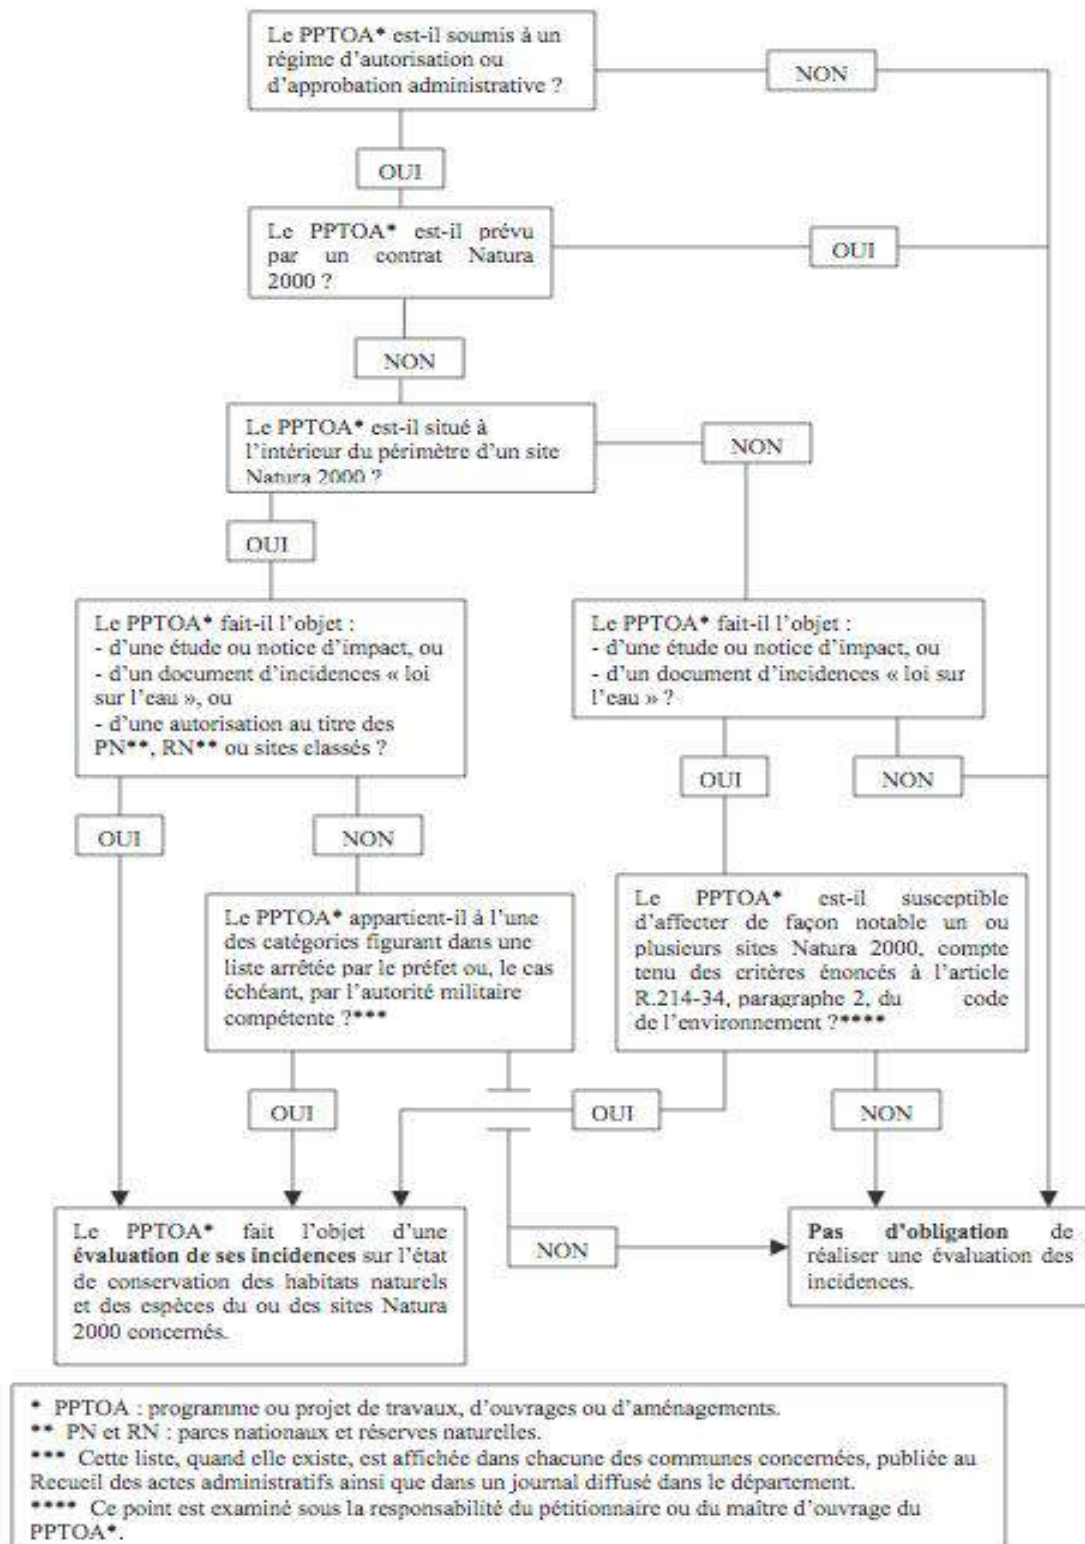 Le PPTOA* est-il soumis à un
régime d'autorisation ou
d'approbation administrative ?
NON
OUI
Le PPTOA* est-il prévu
par un contrat Natura
2000 ?
OUI
NON
Le PPTOA* est-il situé à
l'intérieur du périmètre d'un site
Natura 2000 ?
NON
OUI
Le PPTOA* fait-il l'objet :
- d'une étude ou notice d'impact, ou
- d'un document d'incidences « loi
sur l'eau », ou
- d'une autorisation au titre des
PN**, RN** ou sites classés ?
Le PPTOA* fait-il l'objet :
- d'une étude ou notice d'impact, ou
- d'un document d'incidences « loi sur
l'eau » ?
OUI
NON
OUI
NON
Le PPTOA* appartient-il à l'une
des catégories figurant dans une
liste arrêtée par le préfet ou, le cas
échéant, par l'autorité militaire
compétente ?***
Le PPTOA* est-il susceptible
d'affecter de façon notable un ou
plusieurs sites Natura 2000, compte
tenu des critères énoncés à l'article
R.214-34, paragraphe 2, du code
de l'environnement ?****
OUI
OUI
NON
Le PPTOA* fait l'objet d'une
évaluation de ses incidences sur l'état
de conservation des habitats naturels
et des espèces du ou des sites Natura
2000 concernés.
NON
Pas d'obligation de
réaliser une évaluation des
incidences.
* PPTOA : programme ou projet de travaux, d'ouvrages ou d'aménagements.
** PN et RN : parcs nationaux et réserves naturelles.
*** Cette liste, quand elle existe, est affichée dans chacune des communes concernées, publiée au
Recueil des actes administratifs ainsi que dans un journal diffusé dans le département.
**** Ce point est examiné sous la responsabilité du pétitionnaire ou du maître d'ouvrage du
PPTOA*.